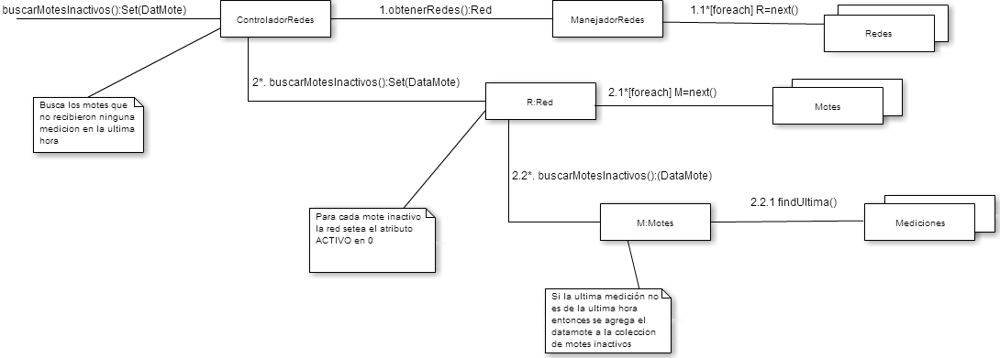 buscarMotesInactivos():Set(DatMote)
ControladorRedes
1.obtenerRedes():Red
ManejadorRedes
1.1*[foreach] R=next()
Redes
2*. buscarMotesInactivos():Set(DataMote)
Busca los motes que
no recibieron ninguna
medicion en la ultima
hora
R:Red
2.1*[foreach] M=next()
Motes
2.2*. buscarMotesInactivos():(DataMote)
Para cada mote inactivo
la red setea el atributo
ACTIVO en 0
M:Motes
2.2.1 findUltima()
Mediciones
Si la ultima medición no
es de la ultima hora
entonces se agrega el
datamote a la coleccion
de motes inactivos